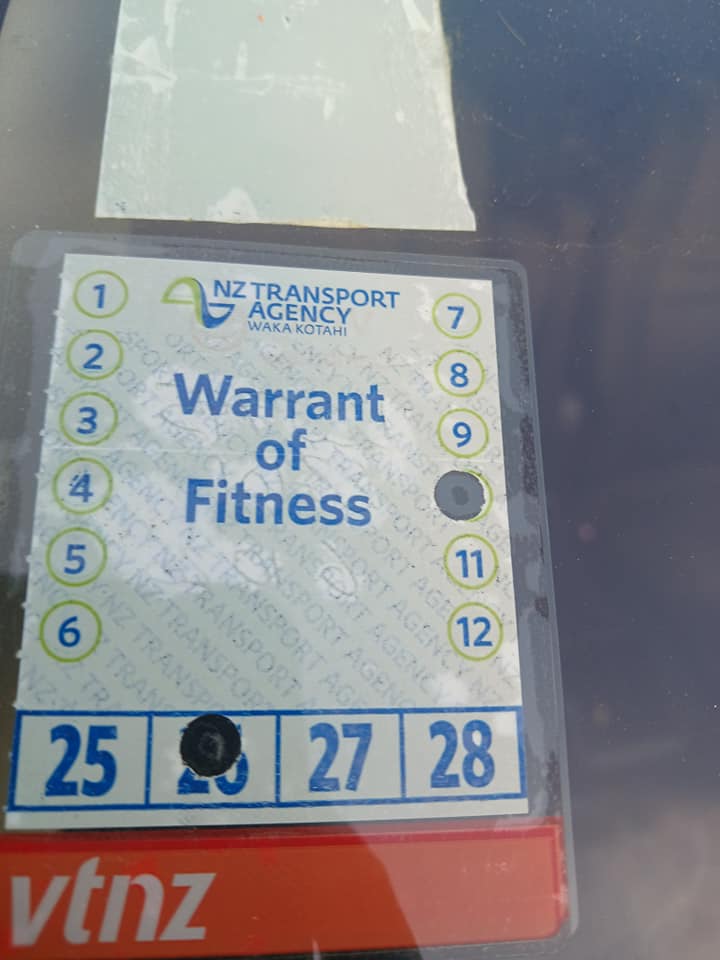 NZ TRANSPORT
AGENCY
WAKA KOTAHI
Warrant
of
Fitness
1
2
3
4
5
6
7
8
9
11
12
25
26
27
28
vtnz